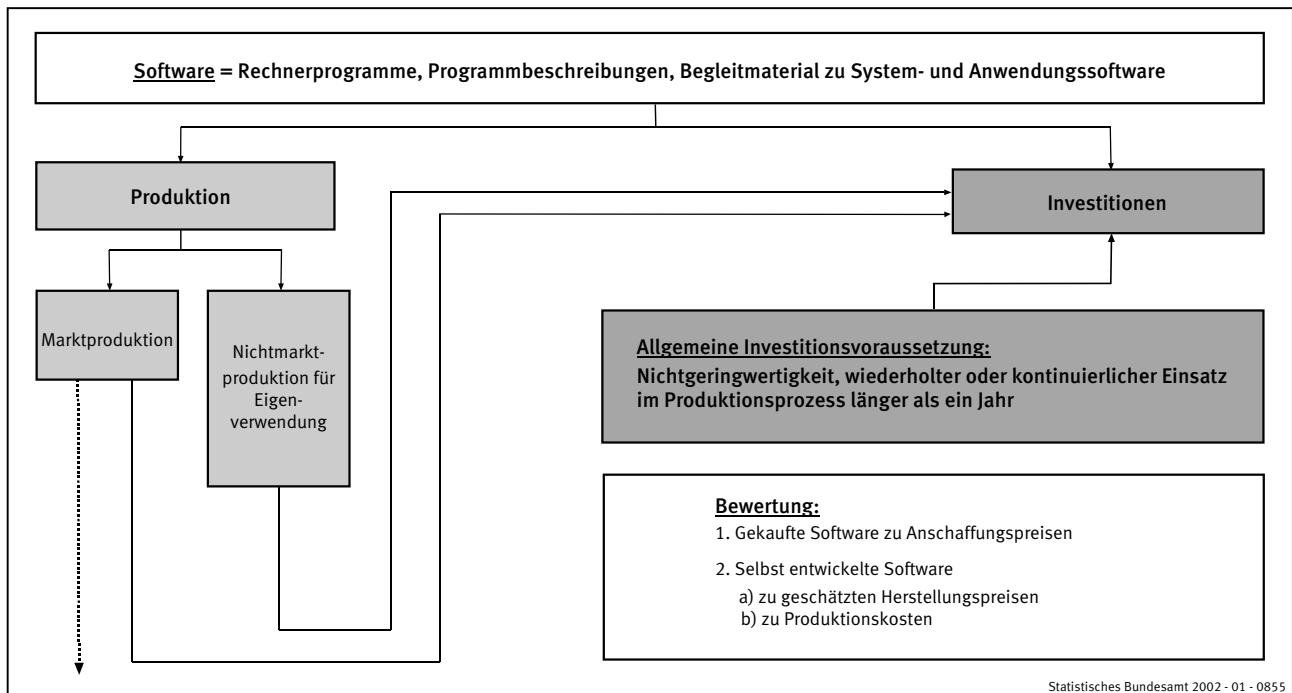 Software = Rechnerprogramme, Programmbeschreibungen, Begleitmaterial zu System- und Anwendungssoftware
Produktion
Investitionen
Marktproduktion
Nichtmarkt-
produktion für
Eigen-
verwendung
Allgemeine Investitionsvoraussetzung:
Nichtgeringwertigkeit, wiederholter oder kontinuierlicher Einsatz
im Produktionsprozess länger als ein Jahr
Bewertung:
1. Gekaufte Software zu Anschaffungspreisen
2. Selbst entwickelte Software
a) zu geschätzten Herstellungspreisen
b) zu Produktionskosten
Statistisches Bundesamt 2002 - 01 - 0855